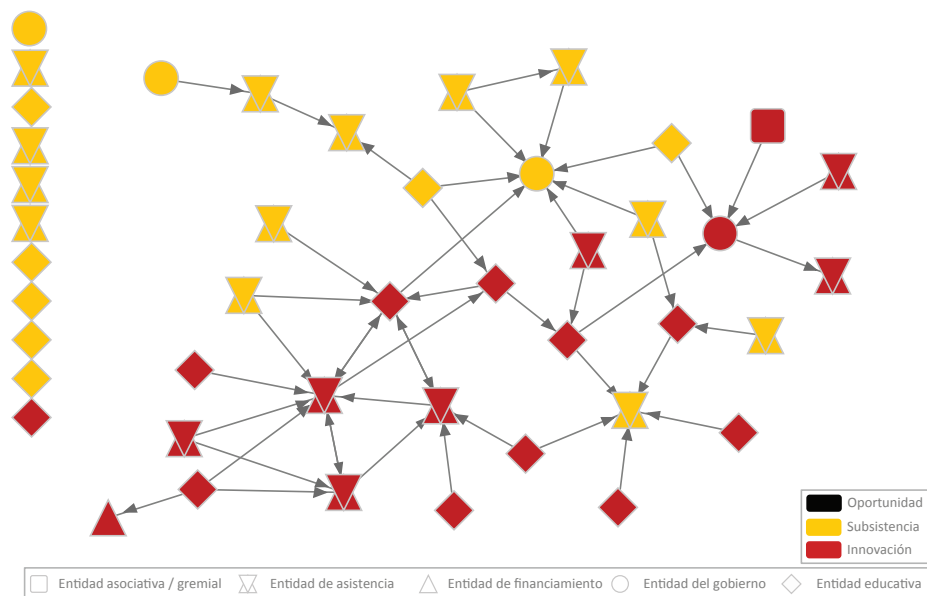 Oportunidad
Subsistencia
Innovación
Entidad asociativa / gremial Entidad de asistencia Entidad de financiamiento Entidad del gobierno Entidad educativa